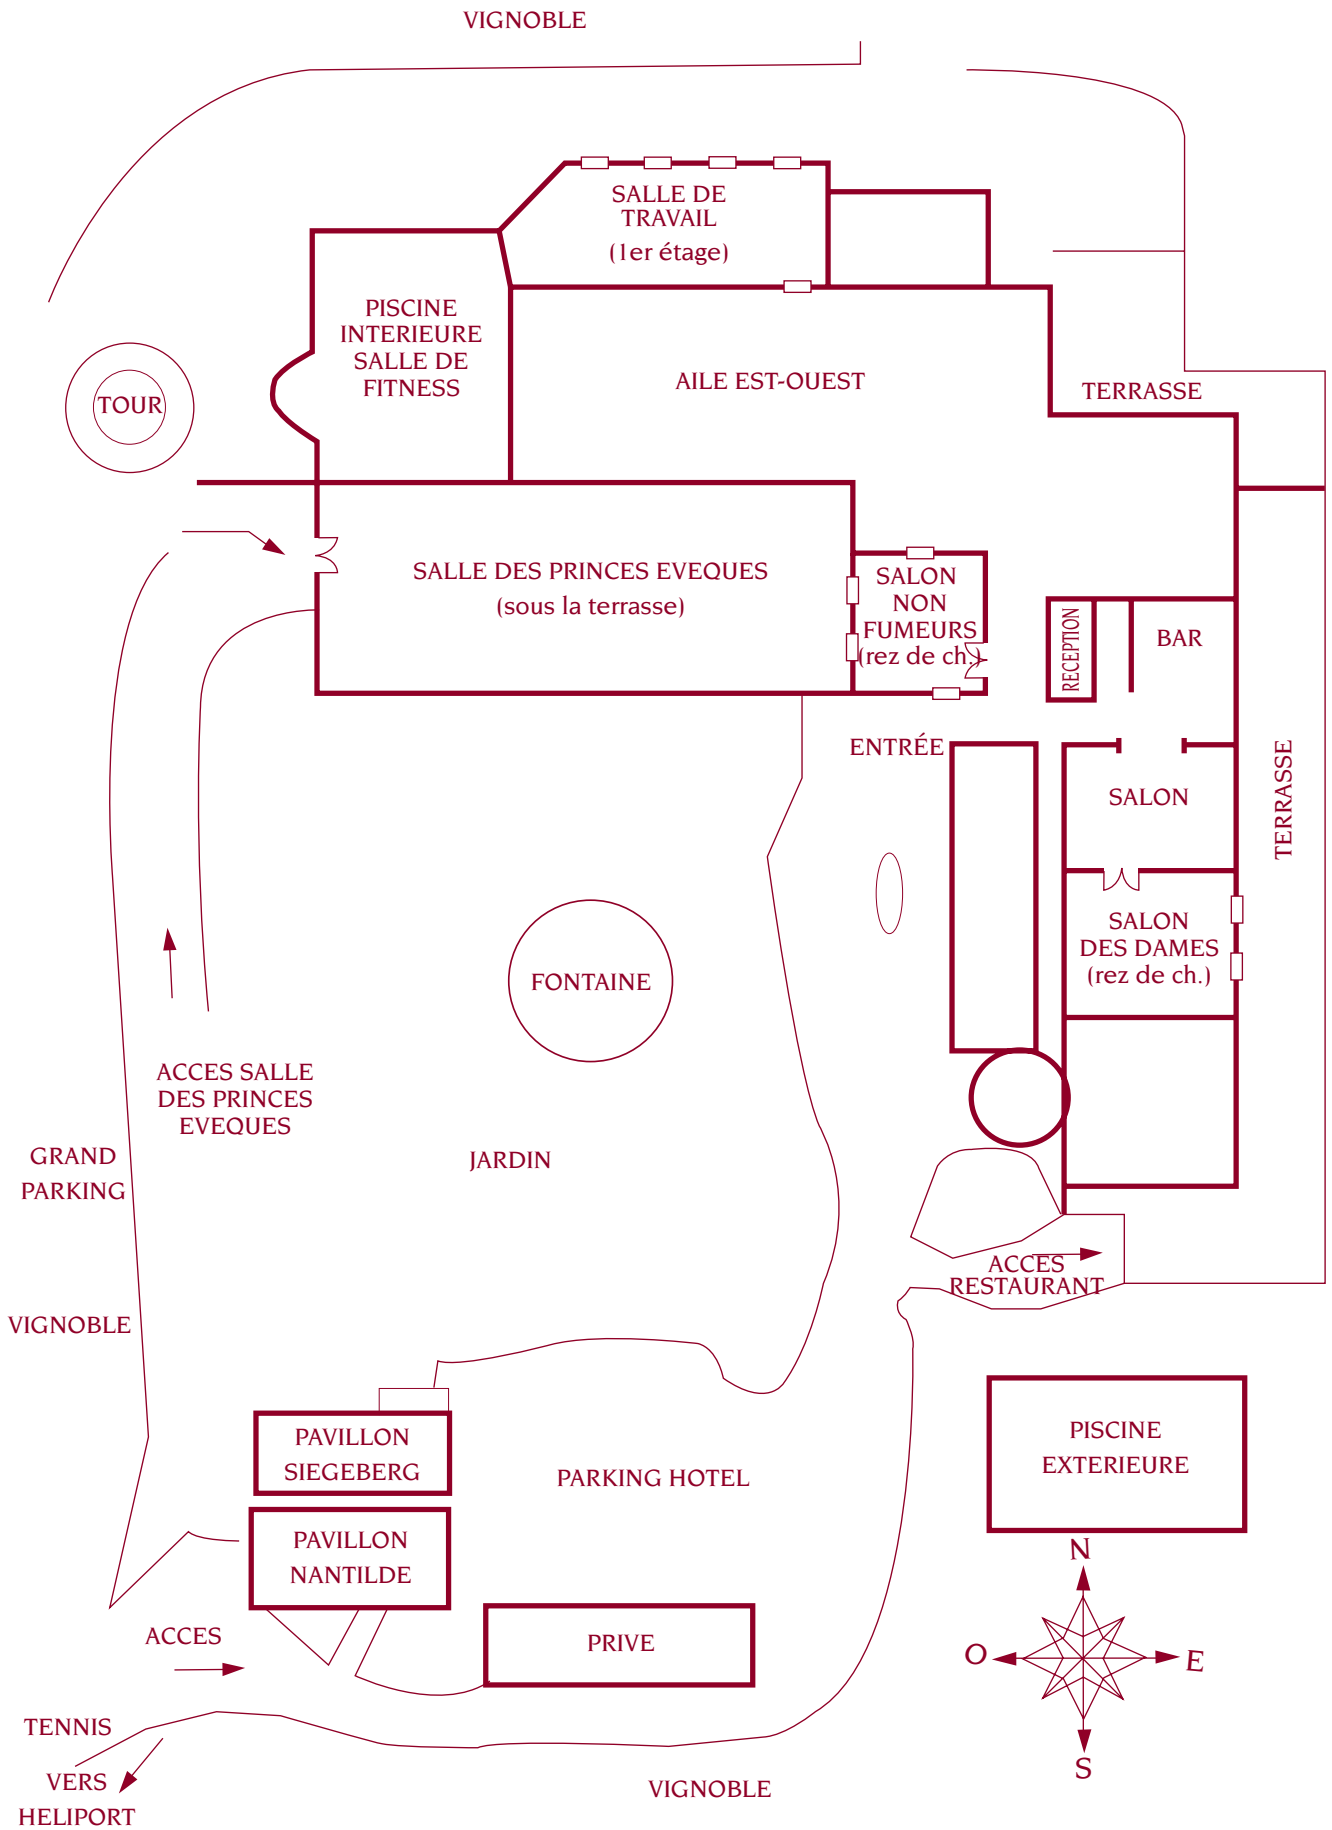 VIGNOBLE
SALLE DE
TRAVAIL
(1er étage)
PISCINE
INTERIEURE
SALLE DE
FITNESS
AILE EST-OUEST
TERRASSE
TOUR
SALLE DES PRINCES EVEQUES
(sous la terrasse)
SALON
NON
FUMEURS
(rez de ch.)
RECEPTION
BAR
ENTRÉE
SALON
TERRASSE
SALON
DES DAMES
(rez de ch.)
FONTAINE
ACCES SALLE
DES PRINCES
EVEQUES
GRAND
PARKING
JARDIN
ACCES
RESTAURANT
VIGNOBLE
PAVILLON
SIEGEBERG
PARKING HOTEL
PISCINE
EXTERIEURE
PAVILLON
NANTILDE
N
O
E
S
ACCES
PRIVE
TENNIS
VERS
HELIPORT
VIGNOBLE